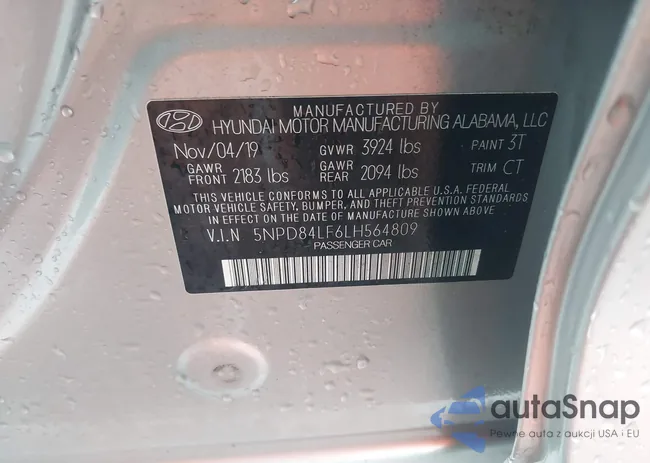 MANUFACTURED BY
HYUNDAI MOTOR MANUFACTURING ALABAMA, LLC
Nov/04/19 GVWR 3924 lbs PAINT 3T
GAWR FRONT 2183 lbs GAWR REAR 2094 lbs TRIM CT
THIS VEHICLE CONFORMS TO ALL APPLICABLE U.S.A. FEDERAL
MOTOR VEHICLE SAFETY, BUMPER, AND THEFT PREVENTION STANDARDS
IN EFFECT ON THE DATE OF MANUFACTURE SHOWN ABOVE.
V.I.N 5NPD84LF6LH564809
PASSENGER CAR
autaSnap
Pewne auta z aukcji USA i EU